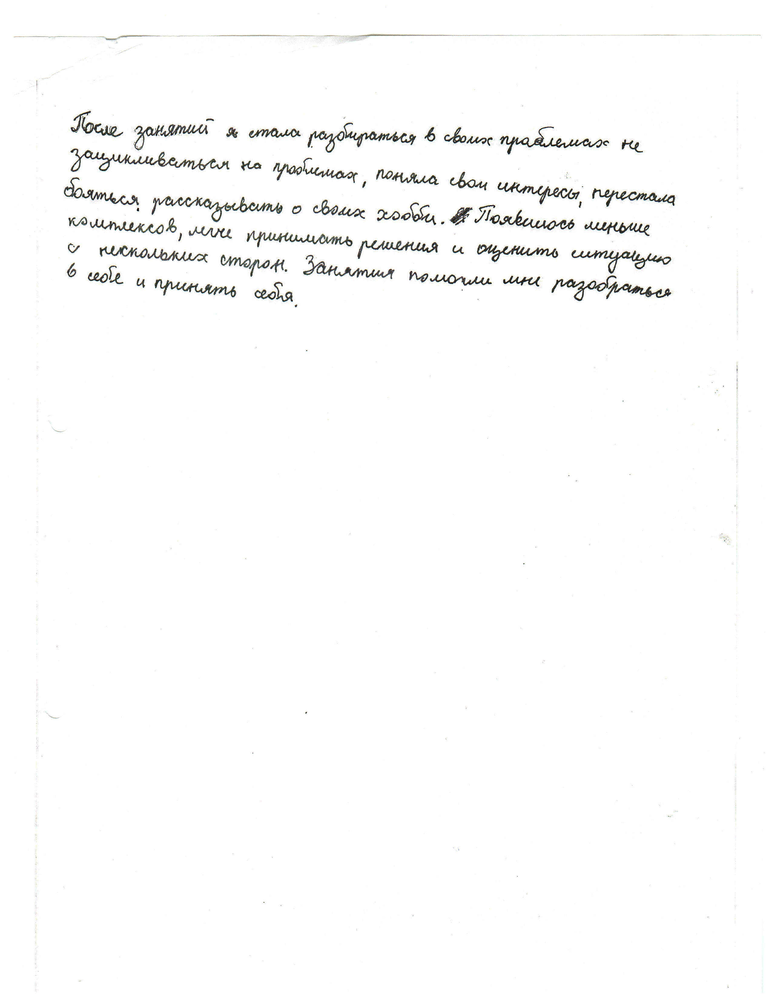 После занятий я стала разбираться в своих проблемах не
зацикливаться на проблемах, поняла свои интересы, перестала
бояться рассказывать о своих хобби. Появилось меньше
комплексов, легче принимать решения и оценить ситуацию
с нескольких сторон. Занятия помогли мне разобраться
в себе и принять себя.